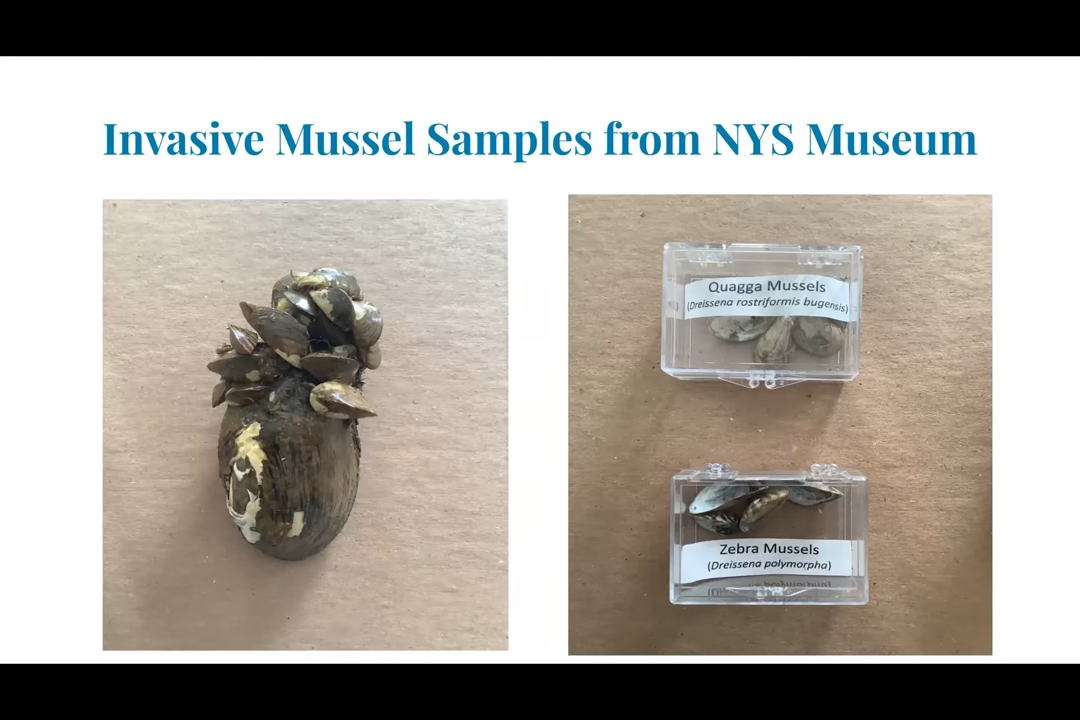 Invasive Mussel Samples from NYS Museum
Quagga Mussels
(Dreissena rostriformis bugensis)
Zebra Mussels
(Dreissena polymorpha)